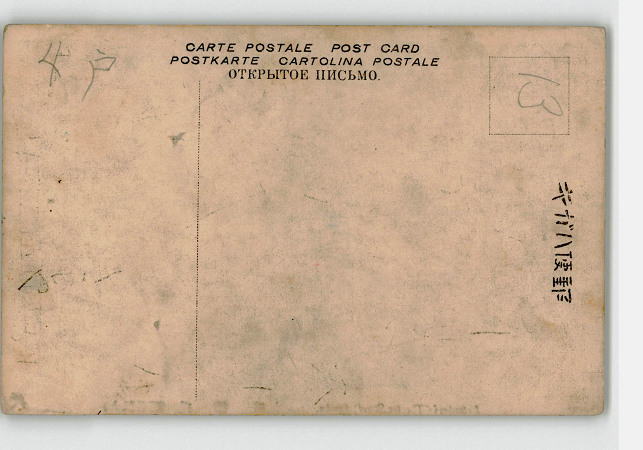 CARTE POSTALE POST CARD
POSTKARTE CARTOLINA POSTALE
ОТКРЫТОЕ ПИСЬМО.
13
キガハ便郵